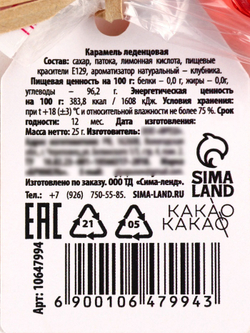 Карамель леденцовая
Состав: сахар, патока, лимонная кислота, пищевые
красители Е129, ароматизатор натуральный – клубника.
Пищевая ценность на 100 г: белки – 0,0 г, жиры – 0,0г,
углеводы – 96,2 г. Энергетическая ценность
на 100 г: 383,8 ккал / 1608 кДж. Условия хранения:
при t +18 (±3) °С и относительной влажности не более 75 %.
Срок годности: 12 мес. Дата изготовления:
Масса 25 г. Изготовитель:
Изготовлено по заказу. ООО ТД «Сима-ленд».
Тел.: +7 (926) 750-55-85. SIMA-LAND.RU
SIMA
LAND
КАКАО
КАКАО
EAC
21
05
Арт: 10647994
6 900106 479943